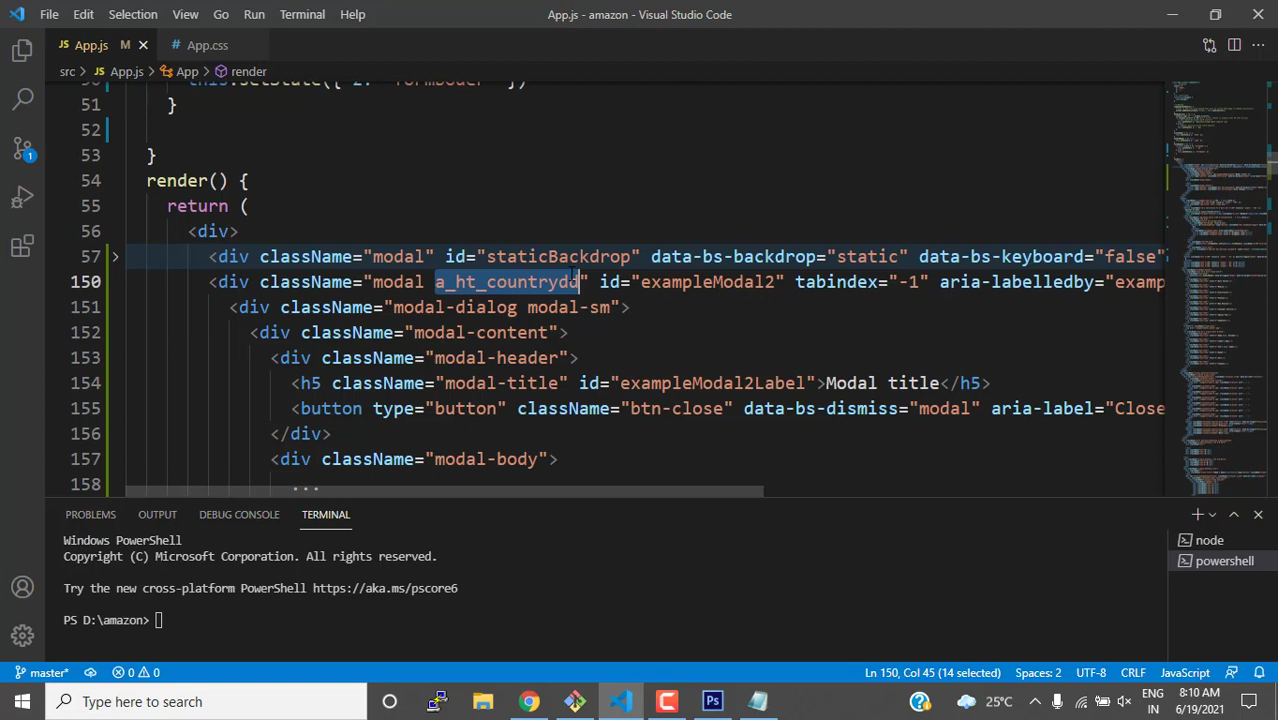 File Edit Selection View Go Run Terminal Help App.js - amazon - Visual Studio Code
JS App.js M # App.css
src > JS App.js > App > render
51 }
52
53 }
54 render() {
55 return (
56 <div>
57 <div className="modal" id="staticBackdrop" data-bs-backdrop="static" data-bs-keyboard="false"
150 <div className="modal a_ht_countrydd" id="exampleModal2" tabindex="-1" aria-labelledby="examp
151 <div className="modal-dialog modal-sm">
152 <div className="modal-content">
153 <div className="modal-header">
154 <h5 className="modal-title" id="exampleModal2Label">Modal title</h5>
155 <button type="button" className="btn-close" data-bs-dismiss="modal" aria-label="Close
156 </div>
157 <div className="modal-body">
158 ...
PROBLEMS OUTPUT DEBUG CONSOLE TERMINAL
Windows PowerShell
Copyright (C) Microsoft Corporation. All rights reserved.
Try the new cross-platform PowerShell https://aka.ms/pscore6
PS D:\amazon>
node
powershell
1
master* 0 0 Ln 150, Col 45 (14 selected) Spaces: 2 UTF-8 CRLF JavaScript
Type here to search
Ps
25°C
ENG
IN
8:10 AM
6/19/2021